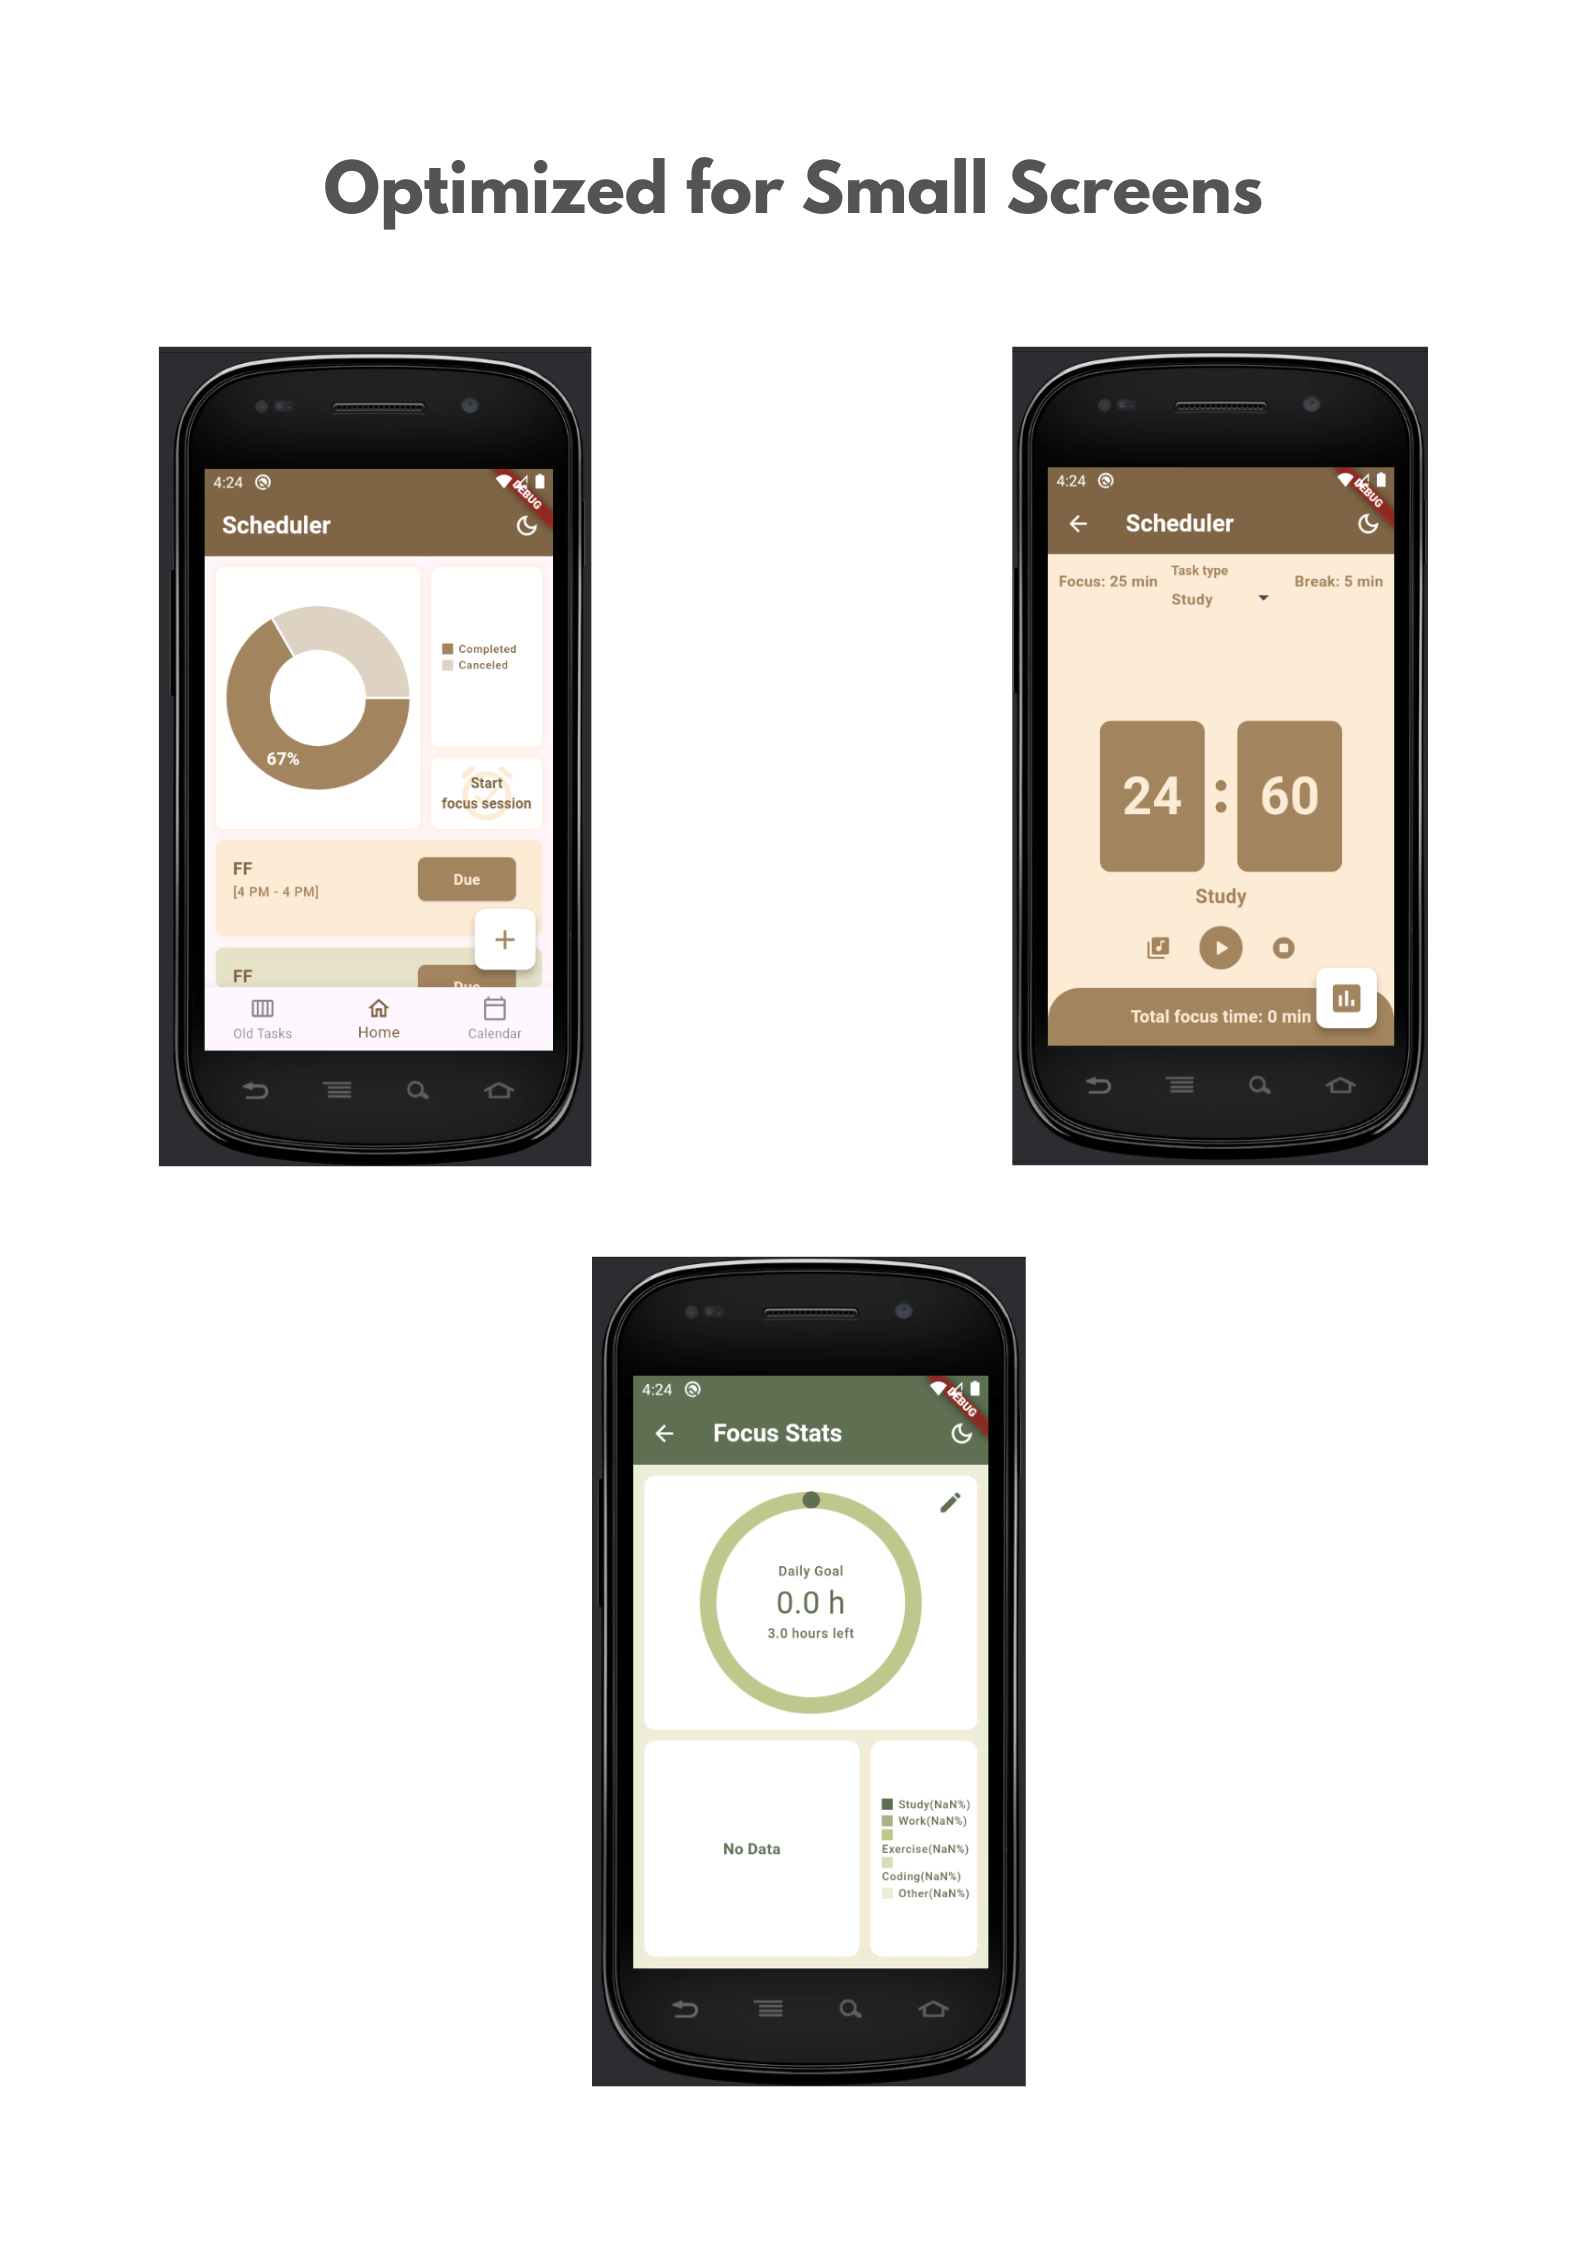 Optimized for Small Screens
4:24
DEBUG
Scheduler
Completed
Canceled
67%
Start
focus session
FF
[4 PM - 4 PM]
Due
FF
Due
Old Tasks
Home
Calendar
4:24
DEBUG
Scheduler
Focus: 25 min
Task type
Study
Break: 5 min
24 : 60
Study
Total focus time: 0 min
4:24
DEBUG
Focus Stats
Daily Goal
0.0 h
3.0 hours left
No Data
Study(NaN%)
Work(NaN%)
Exercise(NaN%)
Coding(NaN%)
Other(NaN%)